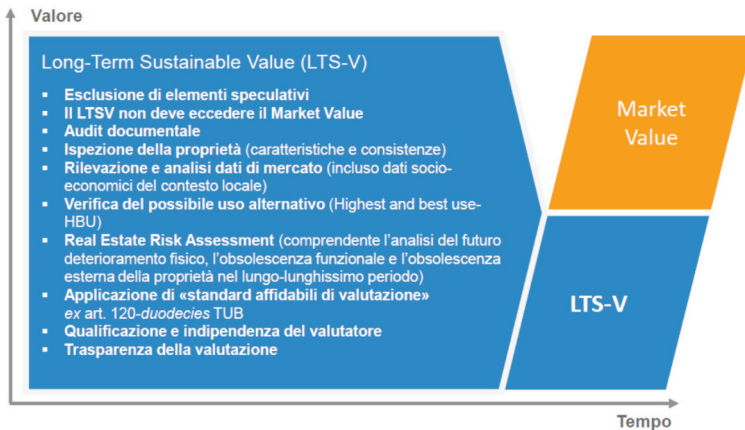 Valore
Long-Term Sustainable Value (LTS-V)
▪ Esclusione di elementi speculativi
▪ Il LTSV non deve eccedere il Market Value
▪ Audit documentale
▪ Ispezione della proprietà (caratteristiche e consistenze)
▪ Rilevazione e analisi dati di mercato (incluso dati socio-
economici del contesto locale)
▪ Verifica del possibile uso alternativo (Highest and best use-
HBU)
▪ Real Estate Risk Assessment (comprendente l'analisi del futuro
deterioramento fisico, l'obsolescenza funzionale e l'obsolescenza
esterna della proprietà nel lungo-lunghissimo periodo)
▪ Applicazione di «standard affidabili di valutazione»
ex art. 120-duodecies TUB
▪ Qualificazione e indipendenza del valutatore
▪ Trasparenza della valutazione
Market
Value
LTS-V
Tempo